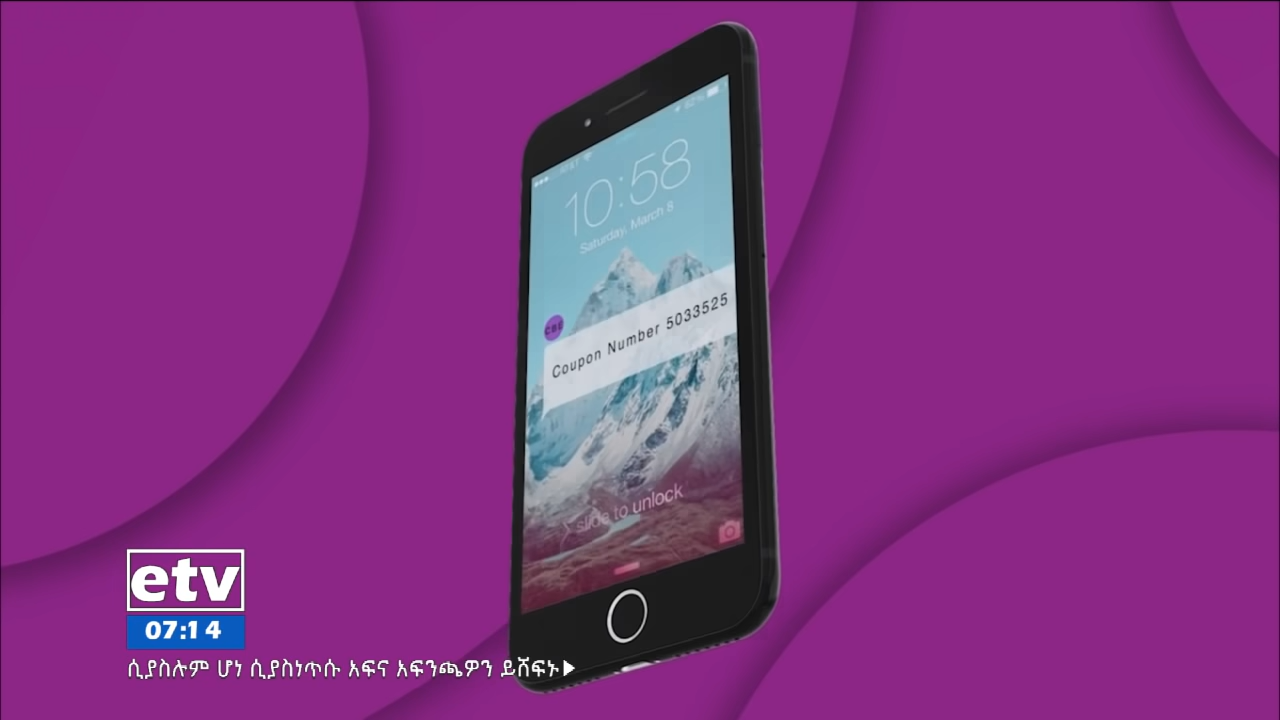 82%
10:58
Saturday, March 8
CBE
Coupon Number 5033525
slide to unlock
etv
07:14
ሲያስሉም ሆነ ሲያስነጥሱ አፍና አፍንጫዎን ይሸፍኑ